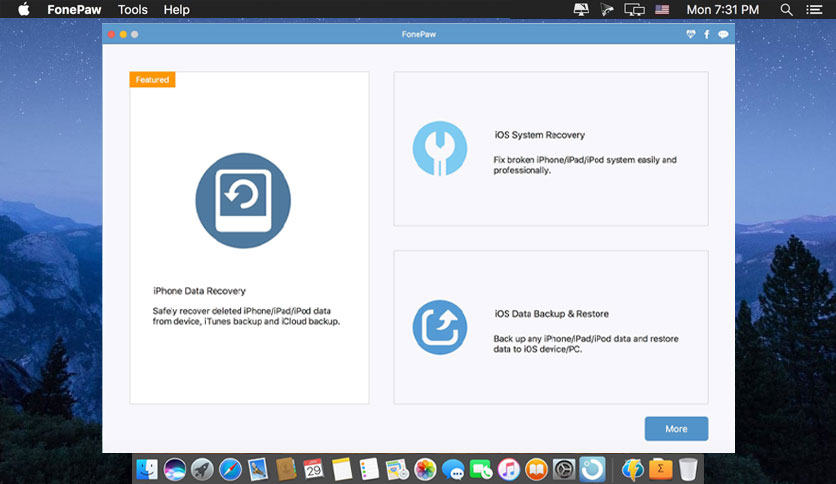 FonePaw Tools Help Mon 7:31 PM
FonePaw
Featured
iPhone Data Recovery
Safely recover deleted iPhone/iPad/iPod data
from device, iTunes backup and iCloud backup.
iOS System Recovery
Fix broken iPhone/iPad/iPod system easily and
professionally.
iOS Data Backup & Restore
Back up any iPhone/iPad/iPod data and restore
data to iOS device/PC.
More
29